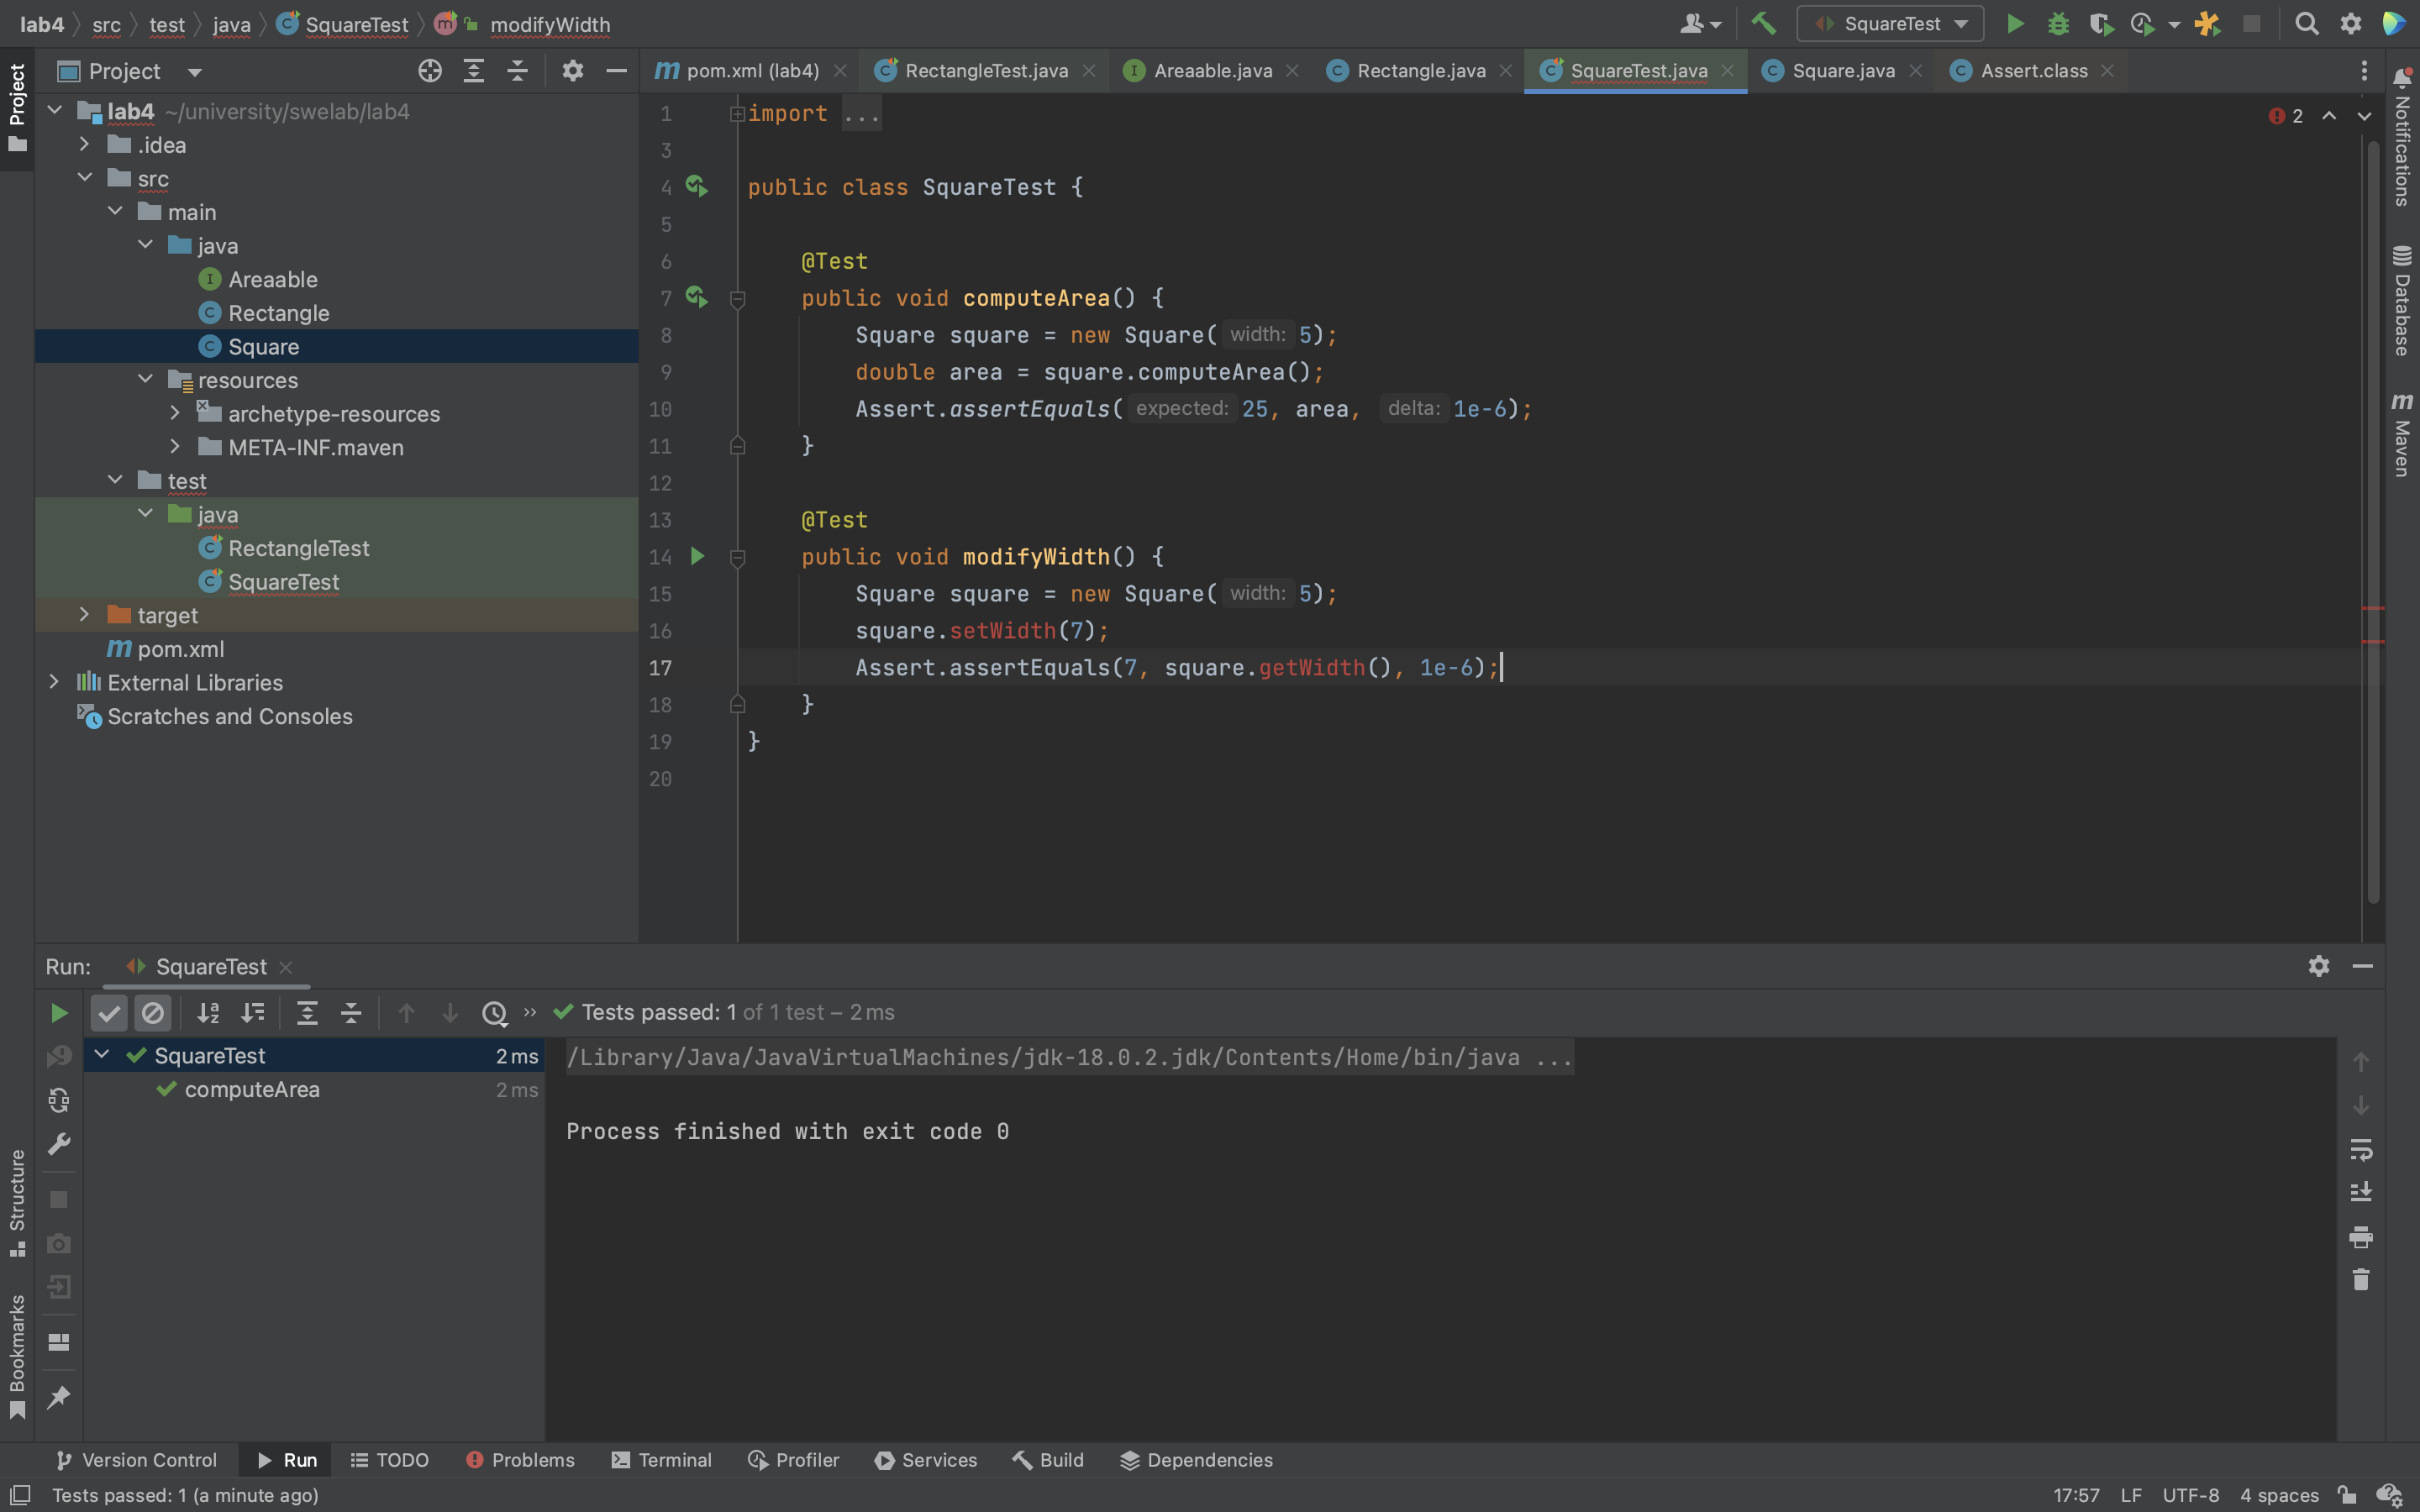 lab4 src test java SquareTest modifyWidth
SquareTest
Project
pom.xml (lab4) RectangleTest.java Areaable.java Rectangle.java SquareTest.java Square.java Assert.class
Project
Notifications
Database
Maven
Structure
Bookmarks
lab4 ~/university/swelab/lab4
.idea
src
main
java
Areaable
Rectangle
Square
resources
archetype-resources
META-INF.maven
test
java
RectangleTest
SquareTest
target
pom.xml
External Libraries
Scratches and Consoles
2
1 import ...
3
4 public class SquareTest {
5
6 @Test
7 public void computeArea() {
8 Square square = new Square( width: 5);
9 double area = square.computeArea();
10 Assert.assertEquals( expected: 25, area, delta: 1e-6);
11 }
12
13 @Test
14 public void modifyWidth() {
15 Square square = new Square( width: 5);
16 square.setWidth(7);
17 Assert.assertEquals(7, square.getWidth(), 1e-6);
18 }
19 }
20
Run: SquareTest
Tests passed: 1 of 1 test – 2 ms
SquareTest 2 ms
computeArea 2 ms
/Library/Java/JavaVirtualMachines/jdk-18.0.2.jdk/Contents/Home/bin/java ...
Process finished with exit code 0
Version Control Run TODO Problems Terminal Profiler Services Build Dependencies
Tests passed: 1 (a minute ago) 17:57 LF UTF-8 4 spaces